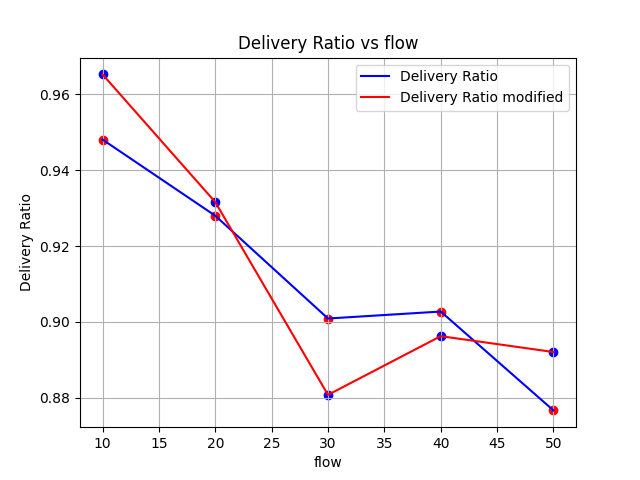 Delivery Ratio vs flow
Delivery Ratio
Delivery Ratio modified
Delivery Ratio
0.96
0.94
0.92
0.90
0.88
10 15 20 25 30 35 40 45 50
flow